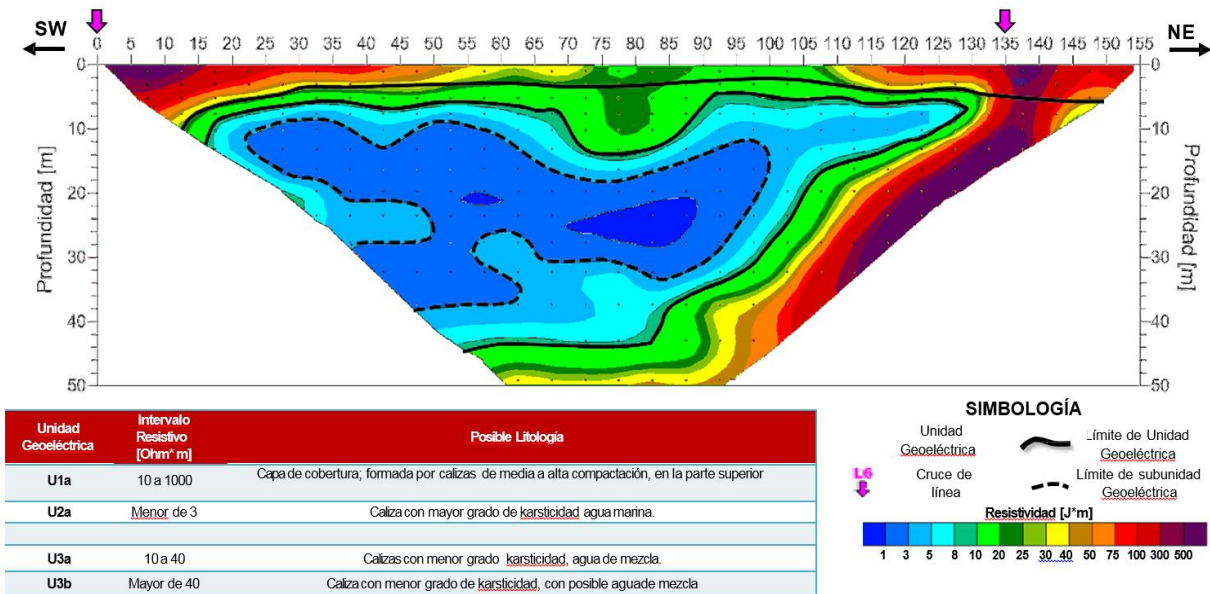 SW
NE
0 5 10 15 20 25 30 35 40 45 50 55 60 65 70 75 80 85 90 95 100 105 110 115 120 125 130 135 140 145 150 155
Profundidad [m]
0
10
20
30
40
50
0
10
20
30
40
50
Profundidad [m]
Unidad Geoeléctrica
Intervalo Resistivo [Ohm* m]
Posible Litología
U1a
10 a 1000
Capa de cobertura; formada por calizas de media a alta compactación, en la parte superior
U2a
Menor de 3
Caliza con mayor grado de karsticidad agua marina.
U3a
10 a 40
Calizas con menor grado karsticidad, agua de mezcla.
U3b
Mayor de 40
Caliza con menor grado de karsticidad, con posible agua de mezcla
SIMBOLOGÍA
Unidad
Geoeléctrica
Límite de Unidad
Geoeléctrica
L6
Cruce de
línea
Límite de subunidad
Geoeléctrica
Resistividad [J*m]
1 3 5 8 10 20 25 30 40 50 75 100 300 500